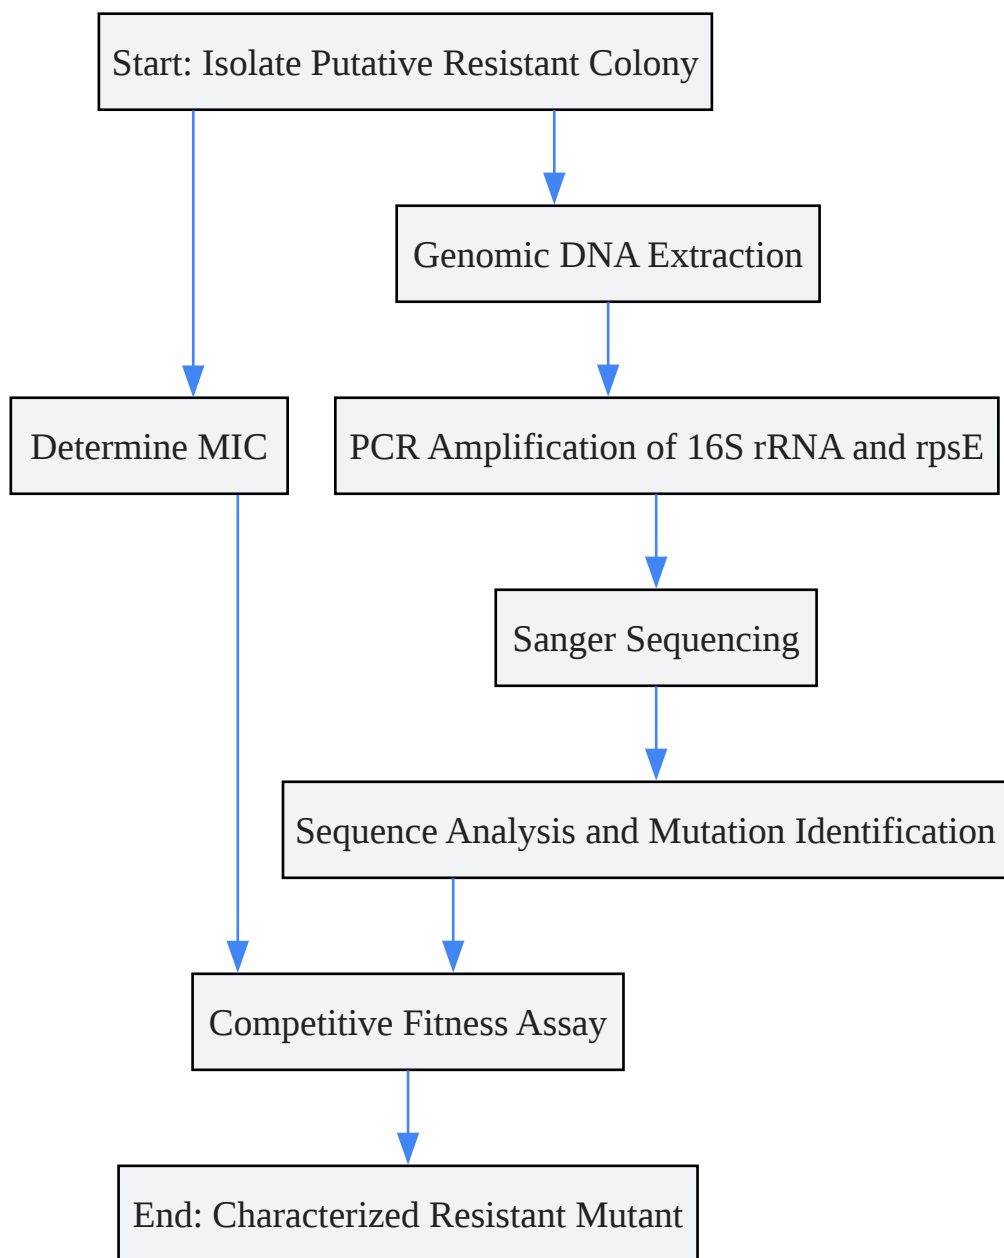 Start: Isolate Putative Resistant Colony
Genomic DNA Extraction
Determine MIC
PCR Amplification of 16S rRNA and rpsE
Sanger Sequencing
Sequence Analysis and Mutation Identification
Competitive Fitness Assay
End: Characterized Resistant Mutant